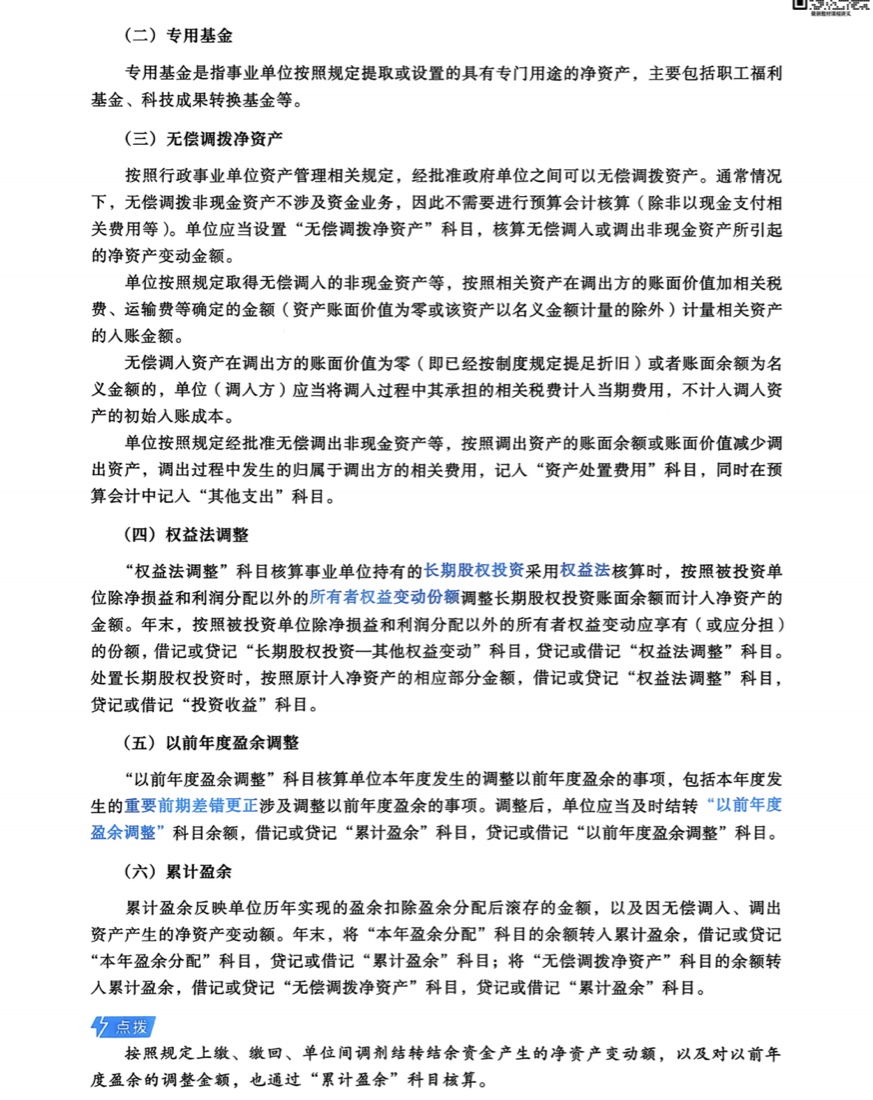 （二）专用基金
专用基金是指事业单位按照规定提取或设置的具有专门用途的净资产，主要包括职工福利
基金、科技成果转换基金等。
（三）无偿调拨净资产
按照行政事业单位资产管理相关规定，经批准政府单位之间可以无偿调拨资产。通常情况
下，无偿调拨非现金资产不涉及资金业务，因此不需要进行预算会计核算（除非以现金支付相
关费用等）。单位应当设置“无偿调拨净资产”科目，核算无偿调入或调出非现金资产所引起
的净资产变动金额。
单位按照规定取得无偿调入的非现金资产等，按照相关资产在调出方的账面价值加相关税
费、运输费等确定的金额（资产账面价值为零或该资产以名义金额计量的除外）计量相关资产
的入账金额。
无偿调入资产在调出方的账面价值为零（即已经按制度规定提足折旧）或者账面余额为名
义金额的，单位（调入方）应当将调入过程中其承担的相关税费计入当期费用，不计入调入资
产的初始入账成本。
单位按照规定经批准无偿调出非现金资产等，按照调出资产的账面余额或账面价值减少调
出资产，调出过程中发生的归属于调出方的相关费用，记入“资产处置费用”科目，同时在预
算会计中记入“其他支出”科目。
（四）权益法调整
“权益法调整”科目核算事业单位持有的长期股权投资采用权益法核算时，按照被投资单
位除净损益和利润分配以外的所有者权益变动份额调整长期股权投资账面余额而计入净资产的
金额。年末，按照被投资单位除净损益和利润分配以外的所有者权益变动应享有（或应分担）
的份额，借记或贷记“长期股权投资—其他权益变动”科目，贷记或借记“权益法调整”科目。
处置长期股权投资时，按照原计入净资产的相应部分金额，借记或贷记“权益法调整”科目，
贷记或借记“投资收益”科目。
（五）以前年度盈余调整
“以前年度盈余调整”科目核算单位本年度发生的调整以前年度盈余的事项，包括本年度发
生的重要前期差错更正涉及调整以前年度盈余的事项。调整后，单位应当及时结转“以前年度
盈余调整”科目余额，借记或贷记“累计盈余”科目，贷记或借记“以前年度盈余调整”科目。
（六）累计盈余
累计盈余反映单位历年实现的盈余扣除盈余分配后滚存的金额，以及因无偿调入、调出
资产产生的净资产变动额。年末，将“本年盈余分配”科目的余额转入累计盈余，借记或贷记
“本年盈余分配”科目，贷记或借记“累计盈余”科目；将“无偿调拨净资产”科目的余额转
入累计盈余，借记或贷记“无偿调拨净资产”科目，贷记或借记“累计盈余”科目。
点拨
按照规定上缴、缴回、单位间调剂结转结余资金产生的净资产变动额，以及对以前年
度盈余的调整金额，也通过“累计盈余”科目核算。